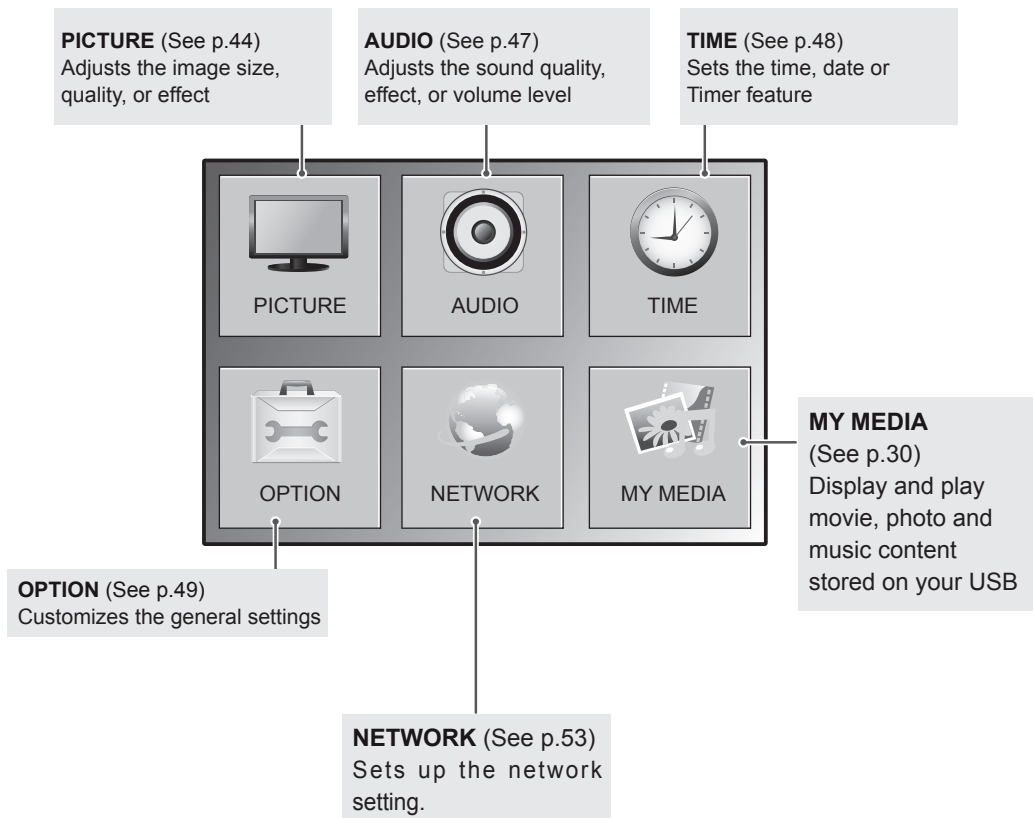 PICTURE (See p.44)
Adjusts the image size,
quality, or effect
AUDIO (See p.47)
Adjusts the sound quality,
effect, or volume level
TIME (See p.48)
Sets the time, date or
Timer feature
PICTURE
AUDIO
TIME
OPTION
NETWORK
MY MEDIA
MY MEDIA
(See p.30)
Display and play
movie, photo and
music content
stored on your USB
OPTION (See p.49)
Customizes the general settings
NETWORK (See p.53)
Sets up the network
setting.